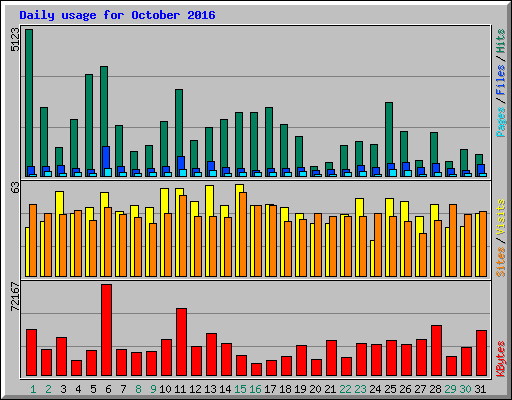 Daily usage for October 2016
5123
Pages / Files / Hits
63
Sites / Visits
72167
KBytes
1 2 3 4 5 6 7 8 9 10 11 12 13 14 15 16 17 18 19 20 21 22 23 24 25 26 27 28 29 30 31